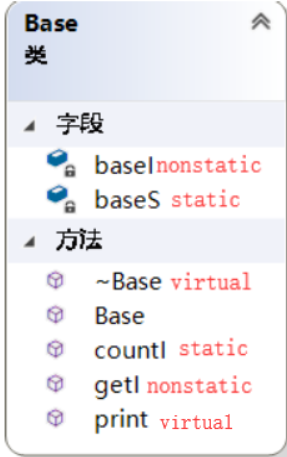 Base
类
字段
baseI nonstatic
baseS static
方法
~Base virtual
Base
countI static
getI nonstatic
print virtual